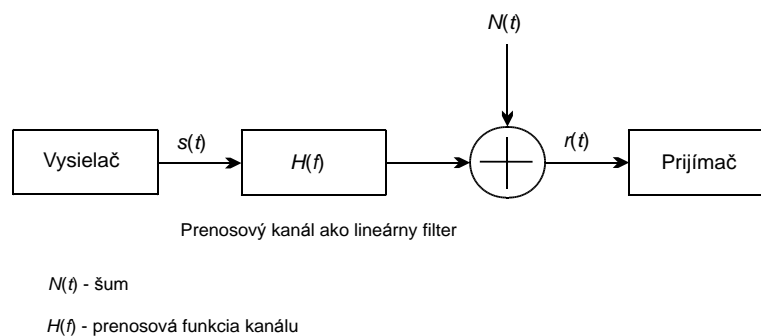 N(t)
Vysielač
s(t)
H(f)
r(t)
Prijímač
Prenosový kanál ako lineárny filter
N(t) - šum
H(f) - prenosová funkcia kanálu